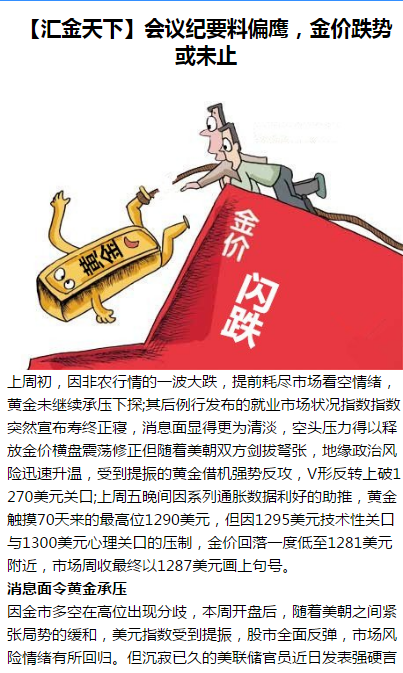 【汇金天下】会议纪要料偏鹰，金价跌势
或未止
黄金
金价
闪跌
上周初，因非农行情的一波大跌，提前耗尽市场看空情绪，
黄金未继续承压下探;其后例行发布的就业市场状况指数指数
突然宣布寿终正寝，消息面显得更为清淡，空头压力得以释
放金价横盘震荡修正但随着美朝双方剑拔弩张，地缘政治风
险迅速升温，受到提振的黄金借机强势反攻，V形反转上破1
270美元关口;上周五晚间因系列通胀数据利好的助推，黄金
触摸70天来的最高位1290美元，但因1295美元技术性关口
与1300美元心理关口的压制，金价回落一度低至1281美元
附近，市场周收最终以1287美元画上句号。
消息面令黄金承压
因金市多空在高位出现分歧，本周开盘后，随着美朝之间紧
张局势的缓和，美元指数受到提振，股市全面反弹，市场风
险情绪有所回归。但沉寂已久的美联储官员近日发表强硬言